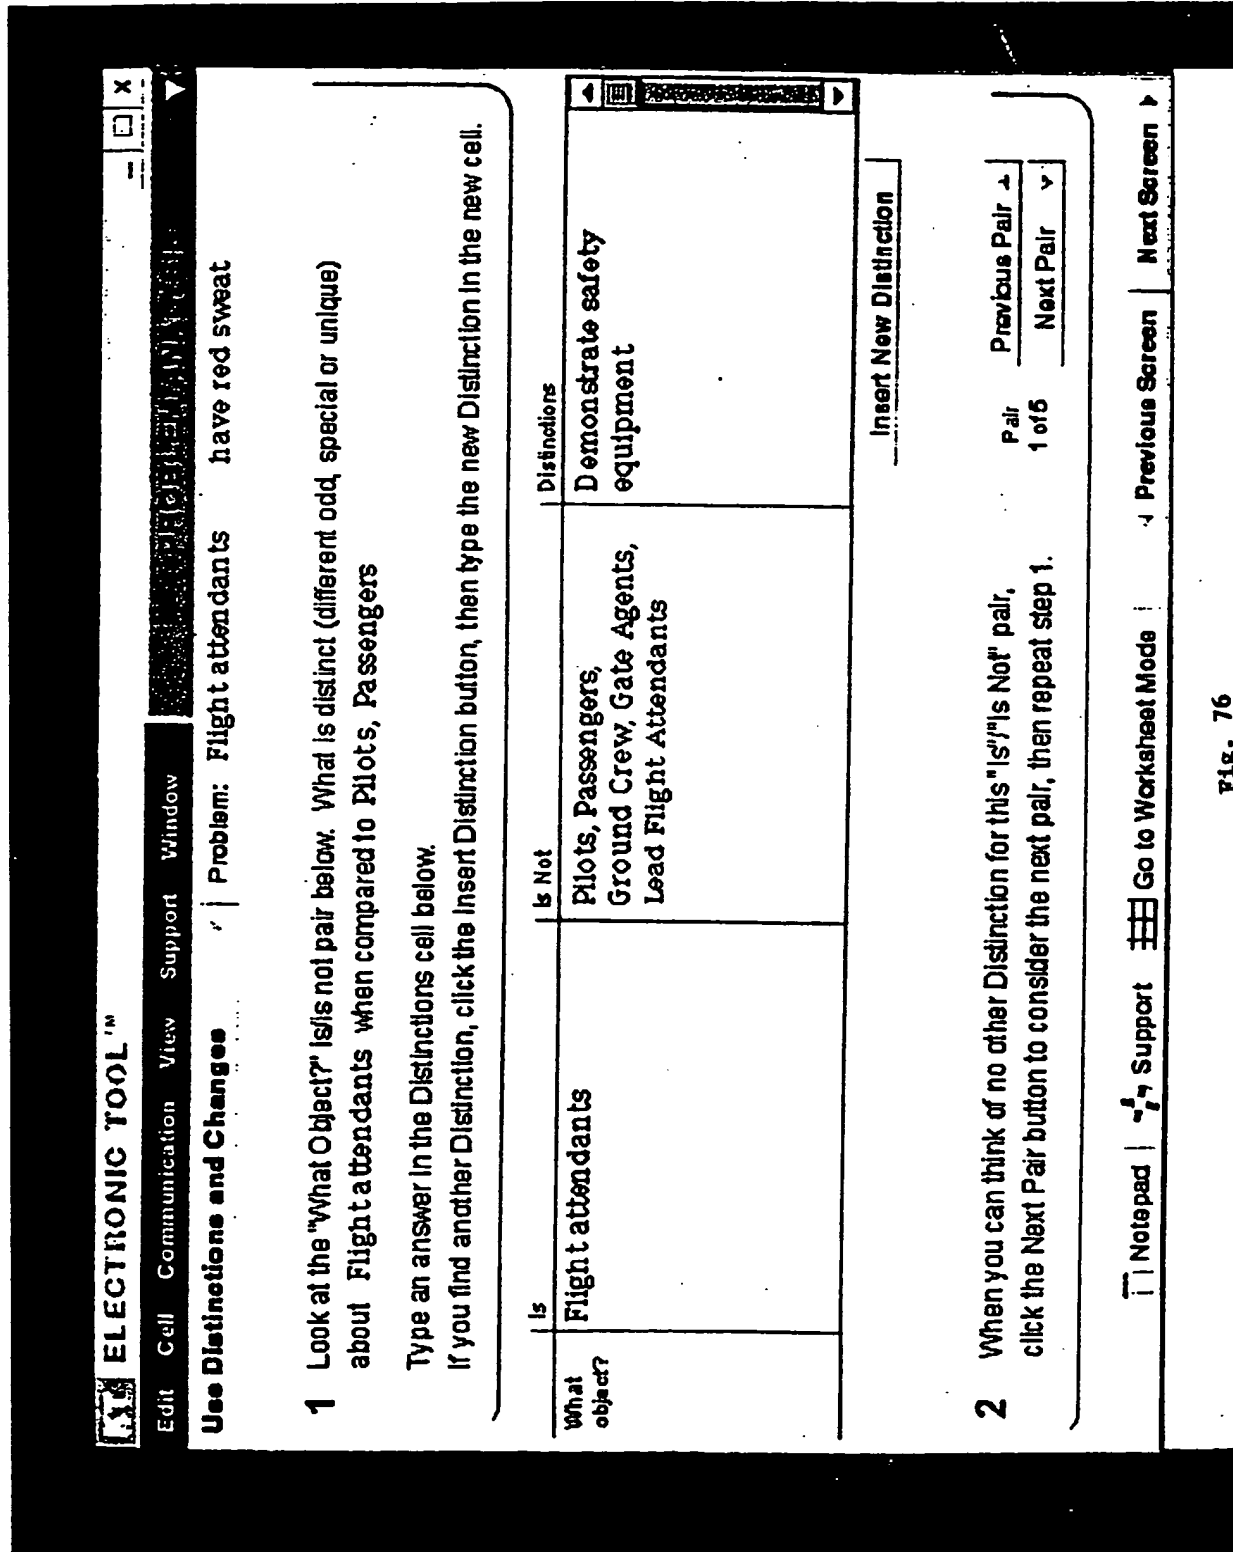 ELECTRONIC TOOL™
Edit Cell Communication View Support Window
Use Distinctions and Changes Problem: Flight attendants have red sweat
1 Look at the "What Object?" is/is not pair below. What is distinct (different odd, special or unique)
about Flight attendants when compared to Pilots, Passengers
Type an answer in the Distinctions cell below.
If you find another Distinction, click the Insert Distinction button, then type the new Distinction in the new cell.
Is Is Not Distinctions
What object? Flight attendants Pilots, Passengers, Demonstrate safety
Ground Crew, Gate Agents, equipment
Lead Flight Attendants
Insert New Distinction
2 When you can think of no other Distinction for this "Is"/"Is Not" pair,
click the Next Pair button to consider the next pair, then repeat step 1.
Pair
1 of 5
Previous Pair
Next Pair
Notepad Support Go to Worksheet Mode Previous Screen Next Screen
Fig. 76